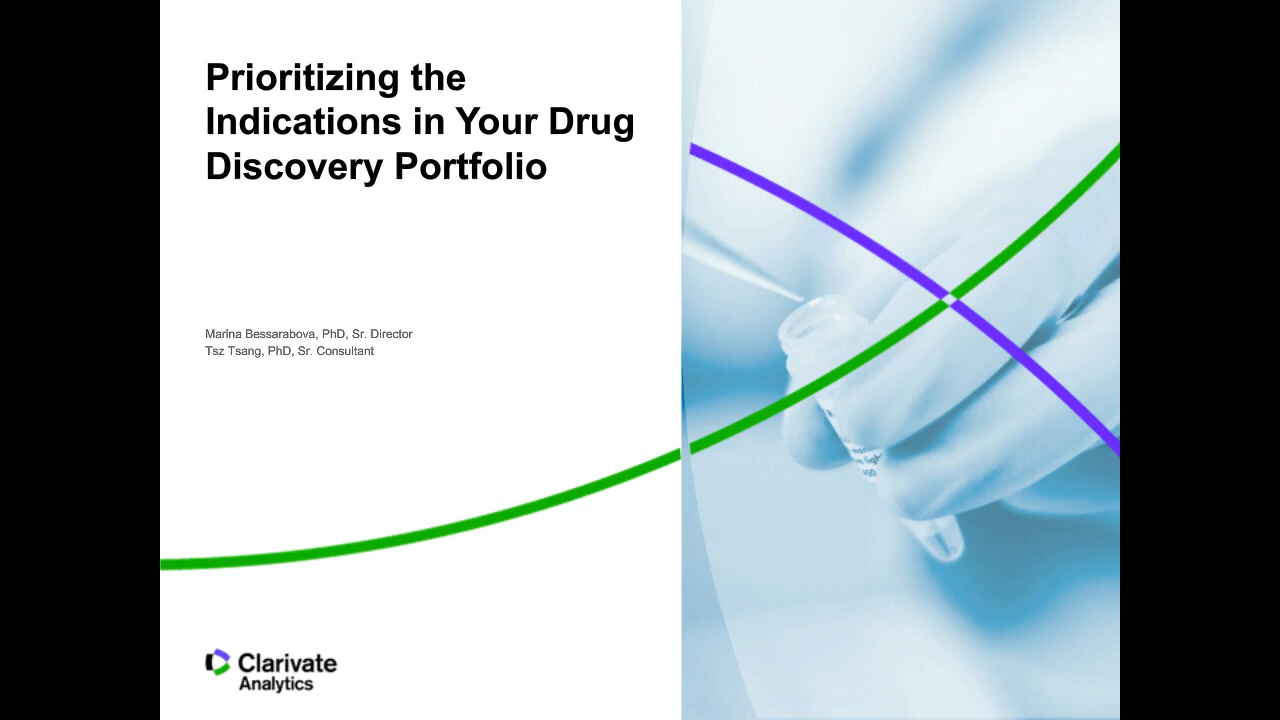 Prioritizing the
Indications in Your Drug
Discovery Portfolio
Marina Bessarabova, PhD, Sr. Director
Tsz Tsang, PhD, Sr. Consultant
Clarivate
Analytics